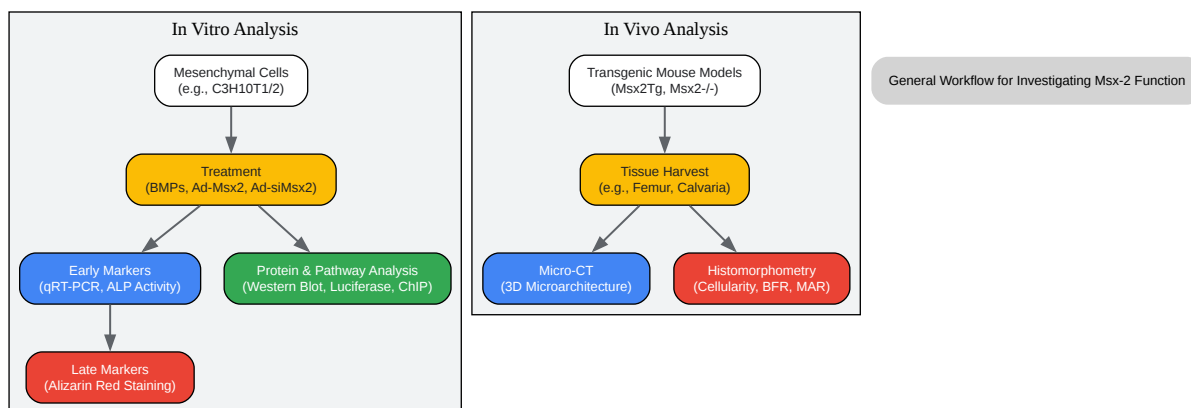 In Vitro Analysis
Mesenchymal Cells
(e.g., C3H10T1/2)
Treatment
(BMPs, Ad-Msx2, Ad-siMsx2)
Early Markers
(qRT-PCR, ALP Activity)
Protein & Pathway Analysis
(Western Blot, Luciferase, ChIP)
Late Markers
(Alizarin Red Staining)
In Vivo Analysis
Transgenic Mouse Models
(Msx2Tg, Msx2-/-)
Tissue Harvest
(e.g., Femur, Calvaria)
Micro-CT
(3D Microarchitecture)
Histomorphometry
(Cellularity, BFR, MAR)
General Workflow for Investigating Msx-2 Function